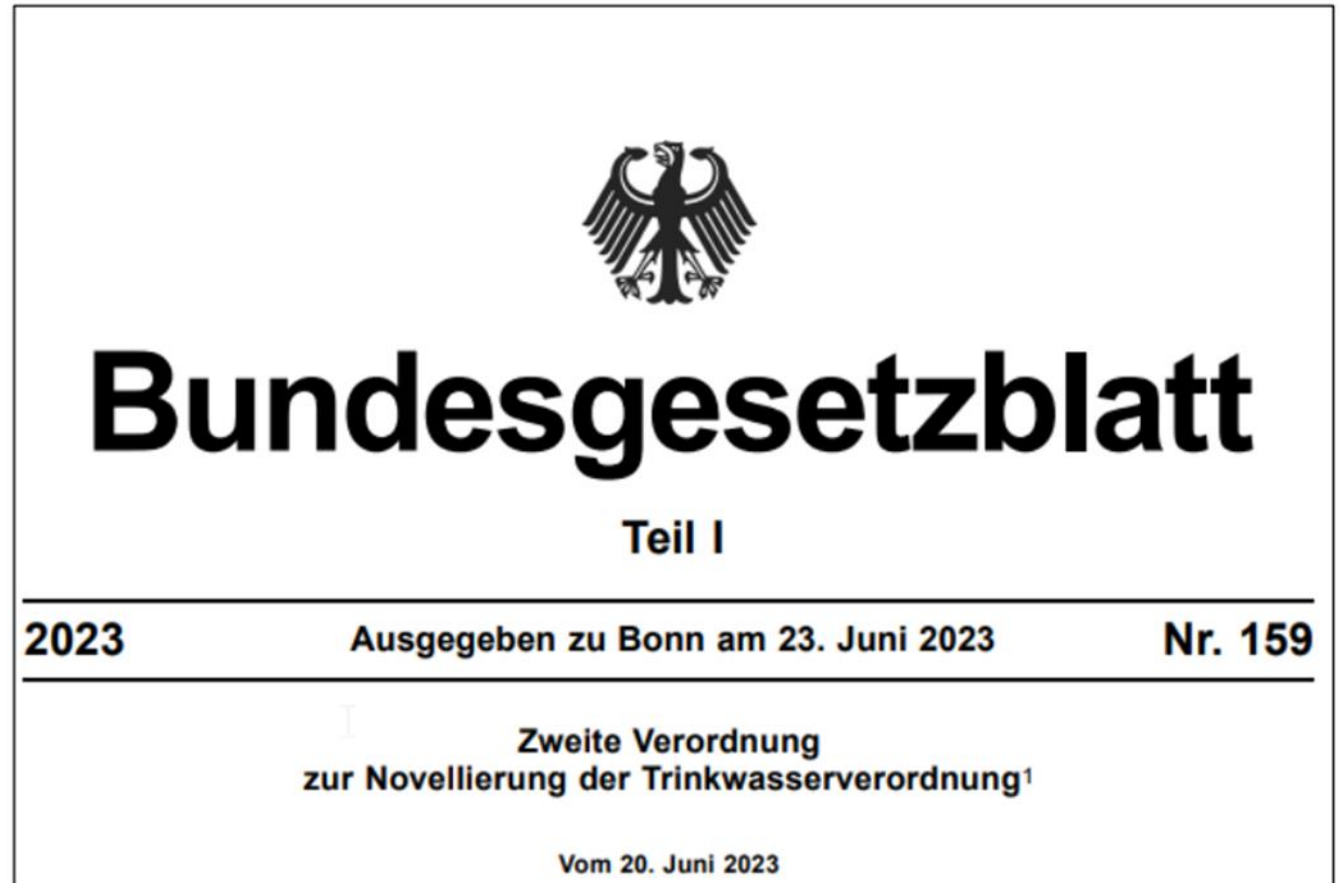 Bundesgesetzblatt
Teil I
2023 Ausgegeben zu Bonn am 23. Juni 2023 Nr. 159
Zweite Verordnung
zur Novellierung der Trinkwasserverordnung¹
Vom 20. Juni 2023